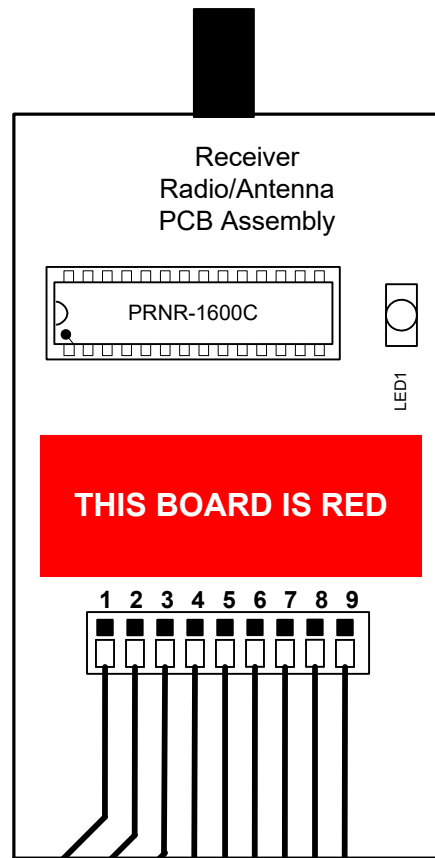 Receiver
Radio/Antenna
PCB Assembly
PRNR-1600C
LED1
THIS BOARD IS RED
1 2 3 4 5 6 7 8 9